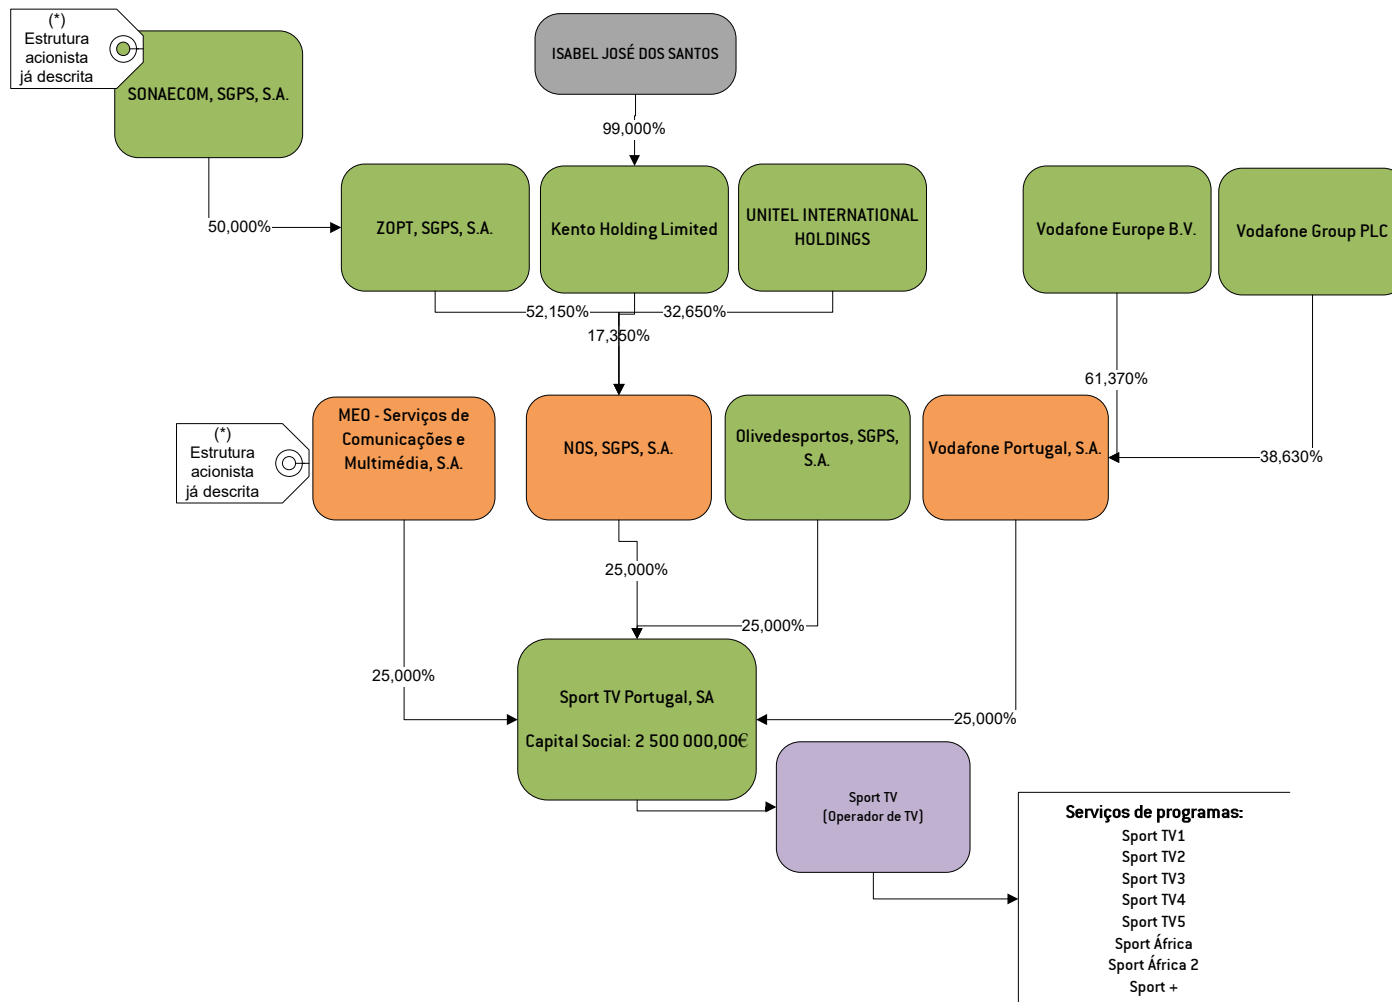 (*)
Estrutura
acionista
já descrita
SONAECOM, SGPS, S.A.
ISABEL JOSÉ DOS SANTOS
99,000%
50,000%
ZOPT, SGPS, S.A.
Kento Holding Limited
UNITEL INTERNATIONAL
HOLDINGS
Vodafone Europe B.V.
Vodafone Group PLC
52,150%
32,650%
17,350%
61,370%
38,630%
(*)
Estrutura
acionista
já descrita
MEO - Serviços de
Comunicações e
Multimédia, S.A.
NOS, SGPS, S.A.
Olivedesportos, SGPS,
S.A.
Vodafone Portugal, S.A.
25,000%
25,000%
25,000%
25,000%
Sport TV Portugal, SA
Capital Social: 2 500 000,00€
Sport TV
(Operador de TV)
Serviços de programas:
Sport TV1
Sport TV2
Sport TV3
Sport TV4
Sport TV5
Sport África
Sport África 2
Sport +